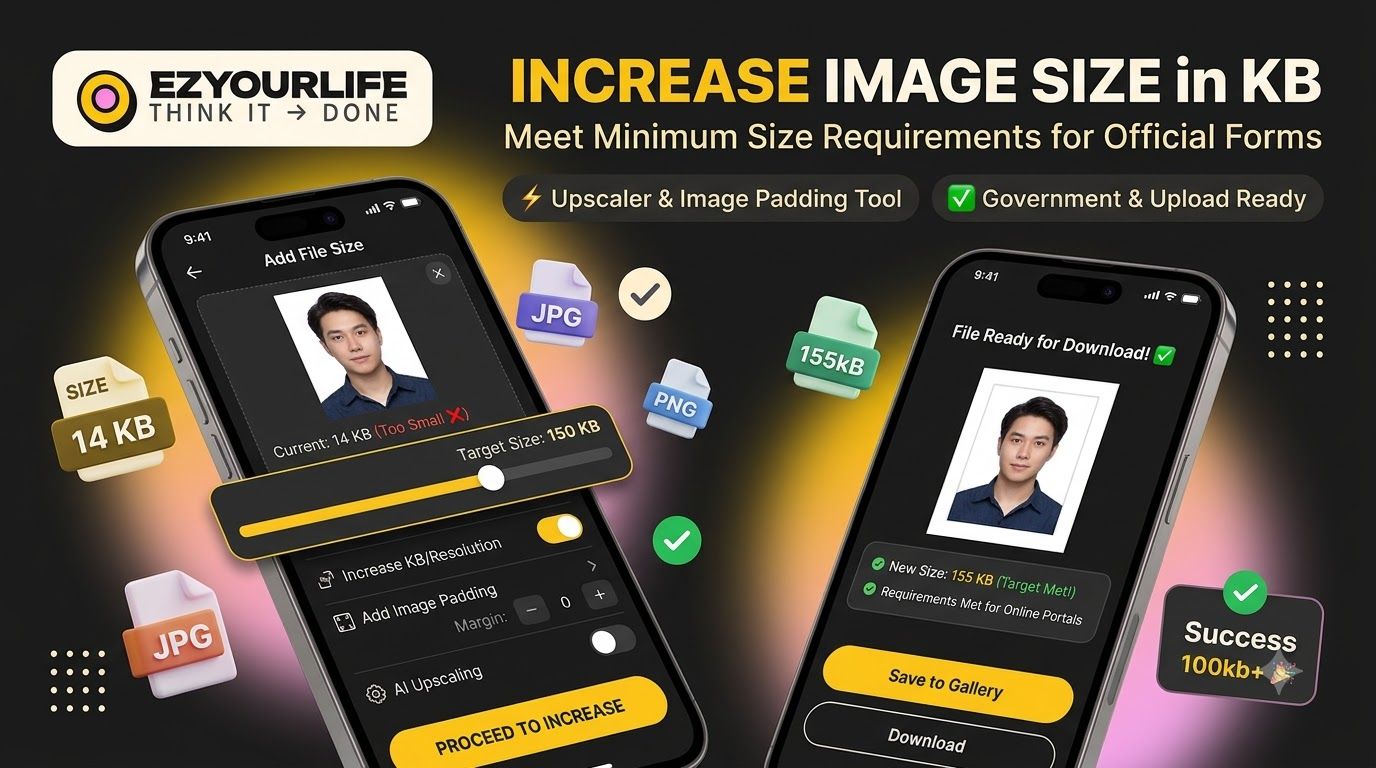 EZYOURLIFE
THINK IT → DONE
INCREASE IMAGE SIZE in KB
Meet Minimum Size Requirements for Official Forms
⚡ Upscaler & Image Padding Tool
✅ Government & Upload Ready
9:41
Add File Size
Current: 14 KB (Too Small ❌)
Target Size: 150 KB
Increase KB/Resolution
Add Image Padding
Margin: − 0 +
AI Upscaling
PROCEED TO INCREASE
SIZE
14 KB
JPG
JPG
PNG
155kB
9:41
File Ready for Download! ✅
New Size: 155 KB (Target Met!)
Requirements Met for Online Portals
Save to Gallery
Download
Success
100kb+